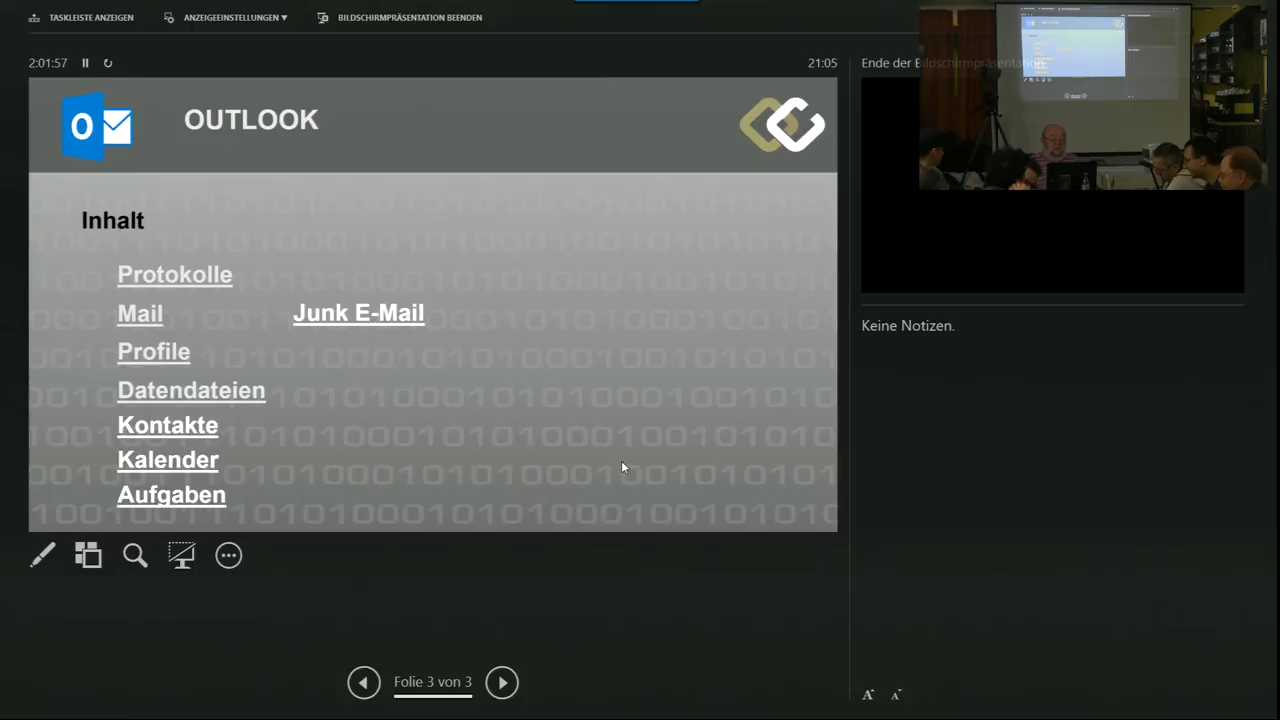 TASKLEISTE ANZEIGEN
ANZEIGEEINSTELLUNGEN ▼
BILDSCHIRMPRÄSENTATION BEENDEN
2:01:57
21:05
Ende der Bildschirmpräsentation.
OUTLOOK
Inhalt
Protokolle
Mail
Junk E-Mail
Profile
Datendateien
Kontakte
Kalender
Aufgaben
Keine Notizen.
Folie 3 von 3